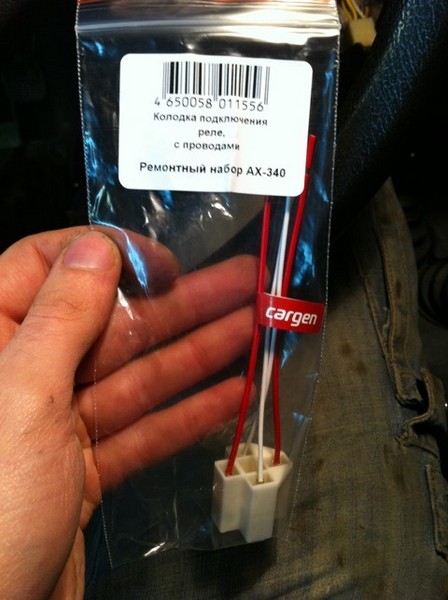 4 650058 011556
Колодка подключения
реле,
с проводами
Ремонтный набор АХ-340
cargen